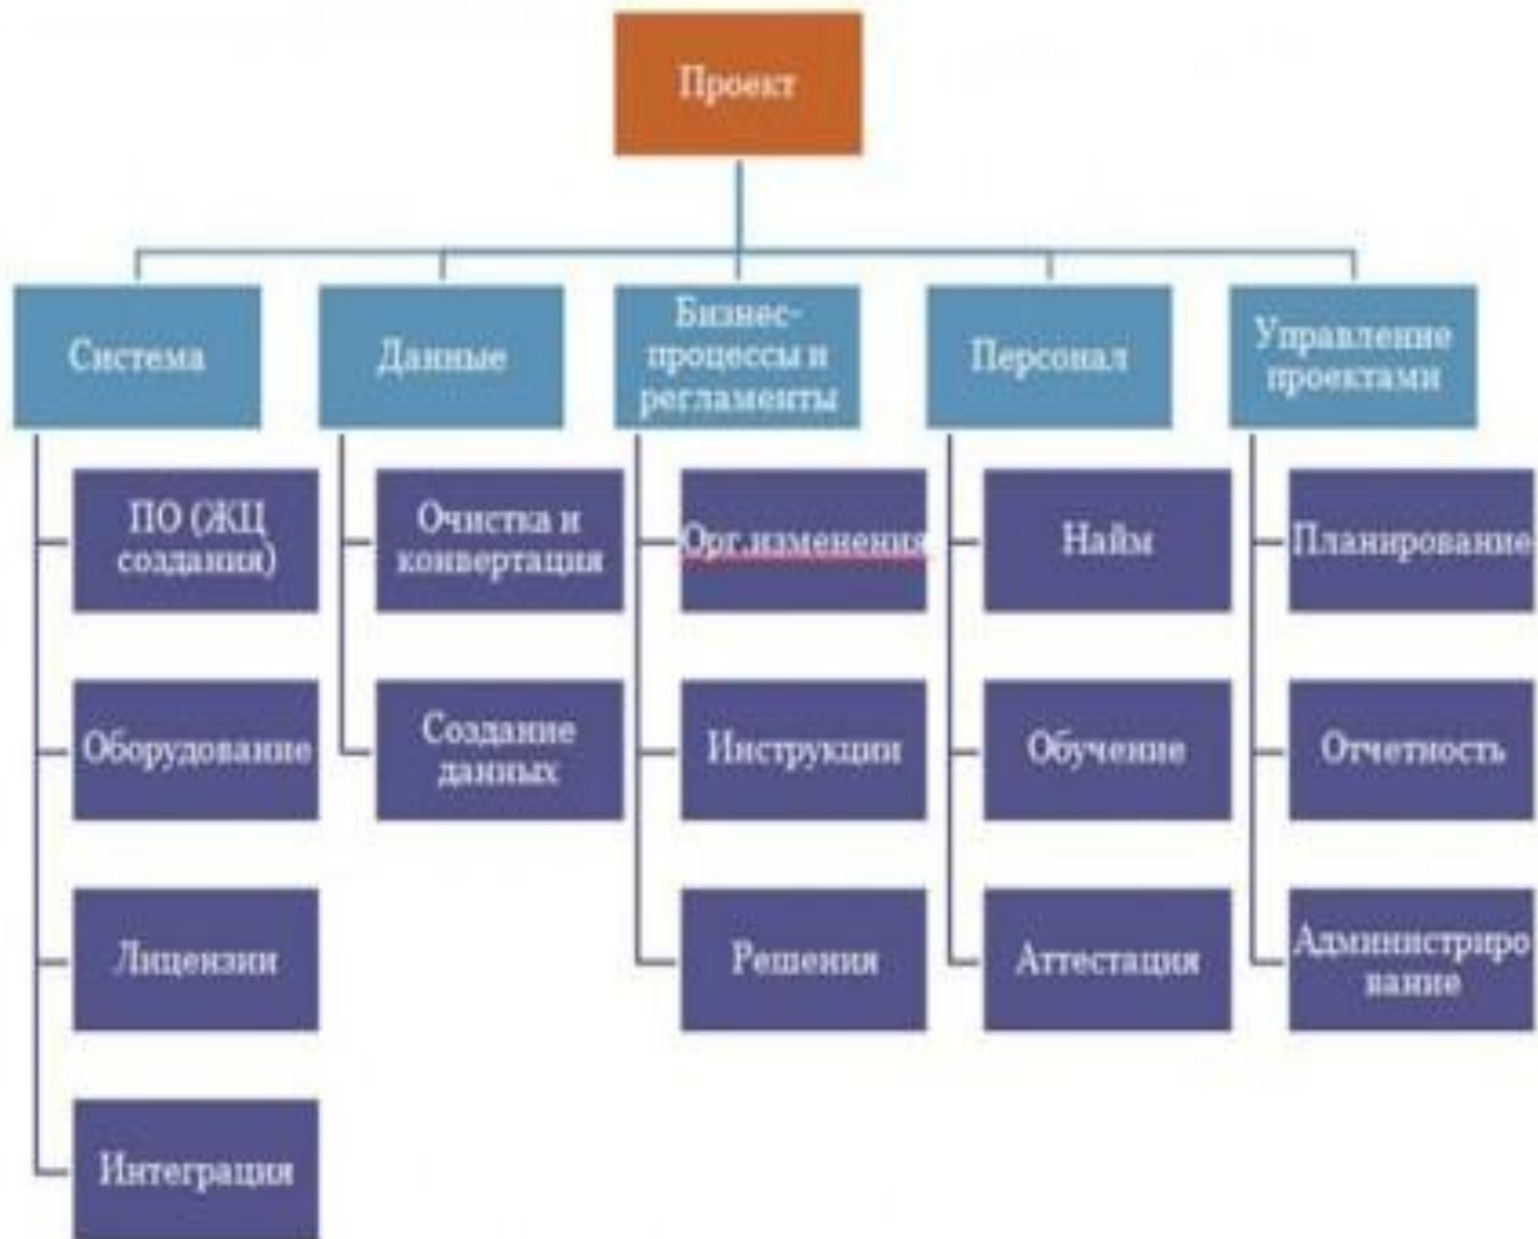 Проект
Система
Данные
Бизнес-
процессы и
регламенты
Персонал
Управление
проектами
ПО (ЖЦ
создания)
Оборудование
Лицензии
Интеграция
Очистка и
конвертация
Создание
данных
Орг.изменения
Инструкции
Решения
Найм
Обучение
Аттестация
Планирование
Отчетность
Администриро
вание